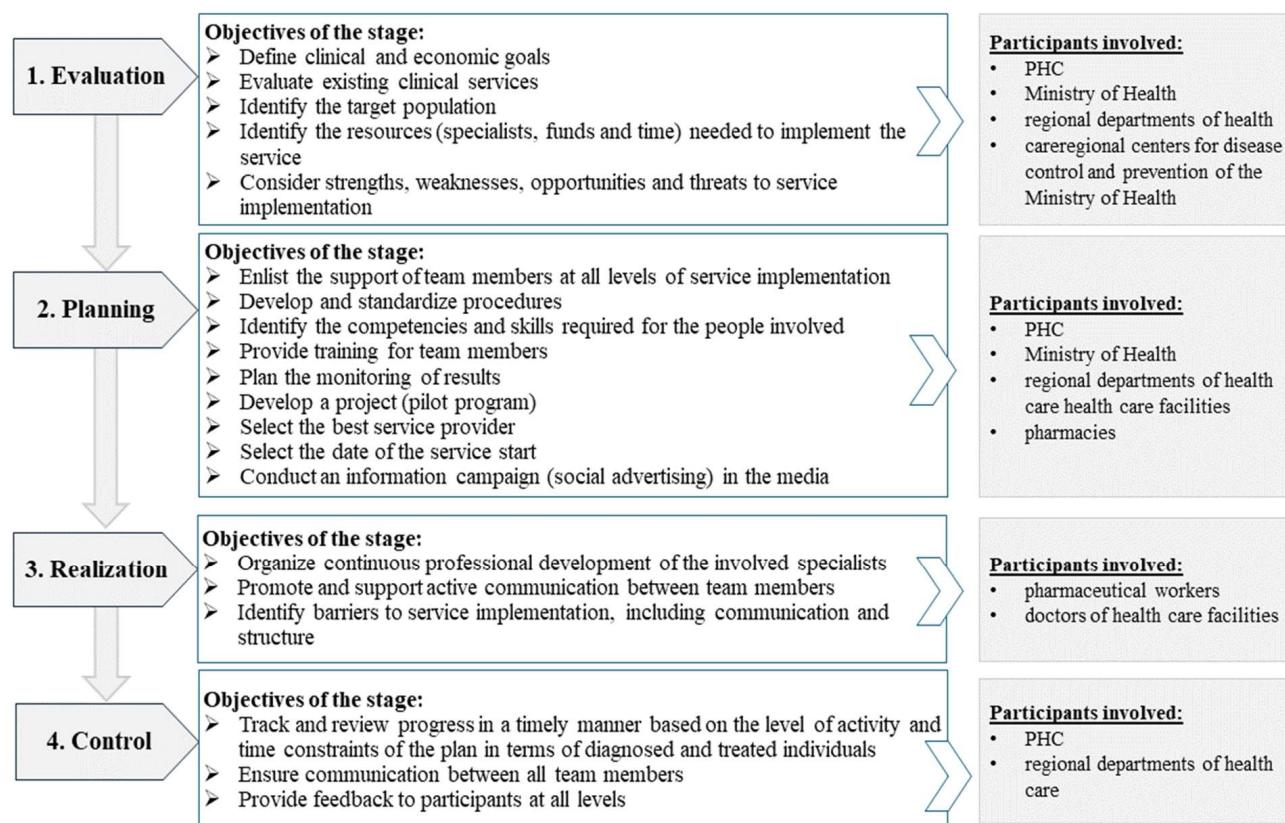 1. Evaluation
Objectives of the stage:
➢ Define clinical and economic goals
➢ Evaluate existing clinical services
➢ Identify the target population
➢ Identify the resources (specialists, funds and time) needed to implement the
service
➢ Consider strengths, weaknesses, opportunities and threats to service
implementation
Participants involved:
• PHC
• Ministry of Health
• regional departments of health
• careregional centers for disease
control and prevention of the
Ministry of Health
2. Planning
Objectives of the stage:
➢ Enlist the support of team members at all levels of service implementation
➢ Develop and standardize procedures
➢ Identify the competencies and skills required for the people involved
➢ Provide training for team members
➢ Plan the monitoring of results
➢ Develop a project (pilot program)
➢ Select the best service provider
➢ Select the date of the service start
➢ Conduct an information campaign (social advertising) in the media
Participants involved:
• PHC
• Ministry of Health
• regional departments of health
care health care facilities
• pharmacies
3. Realization
Objectives of the stage:
➢ Organize continuous professional development of the involved specialists
➢ Promote and support active communication between team members
➢ Identify barriers to service implementation, including communication and
structure
Participants involved:
• pharmaceutical workers
• doctors of health care facilities
4. Control
Objectives of the stage:
➢ Track and review progress in a timely manner based on the level of activity and
time constraints of the plan in terms of diagnosed and treated individuals
➢ Ensure communication between all team members
➢ Provide feedback to participants at all levels
Participants involved:
• PHC
• regional departments of health
care